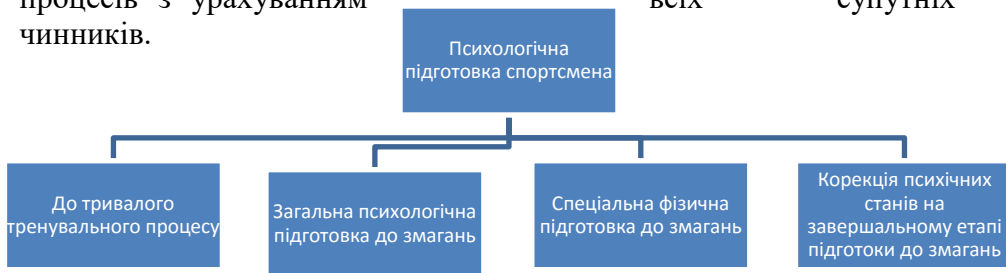 процесів з урахуванням всіх супутніх
чинників.
Психологічна
підготовка спортсмена
До тривалого
тренувального процесу
Загальна психологічна
підготовка до змагань
Спеціальна фізична
підготовка до змагань
Корекція психічних
станів на
завершальному етапі
підготоки до змагань